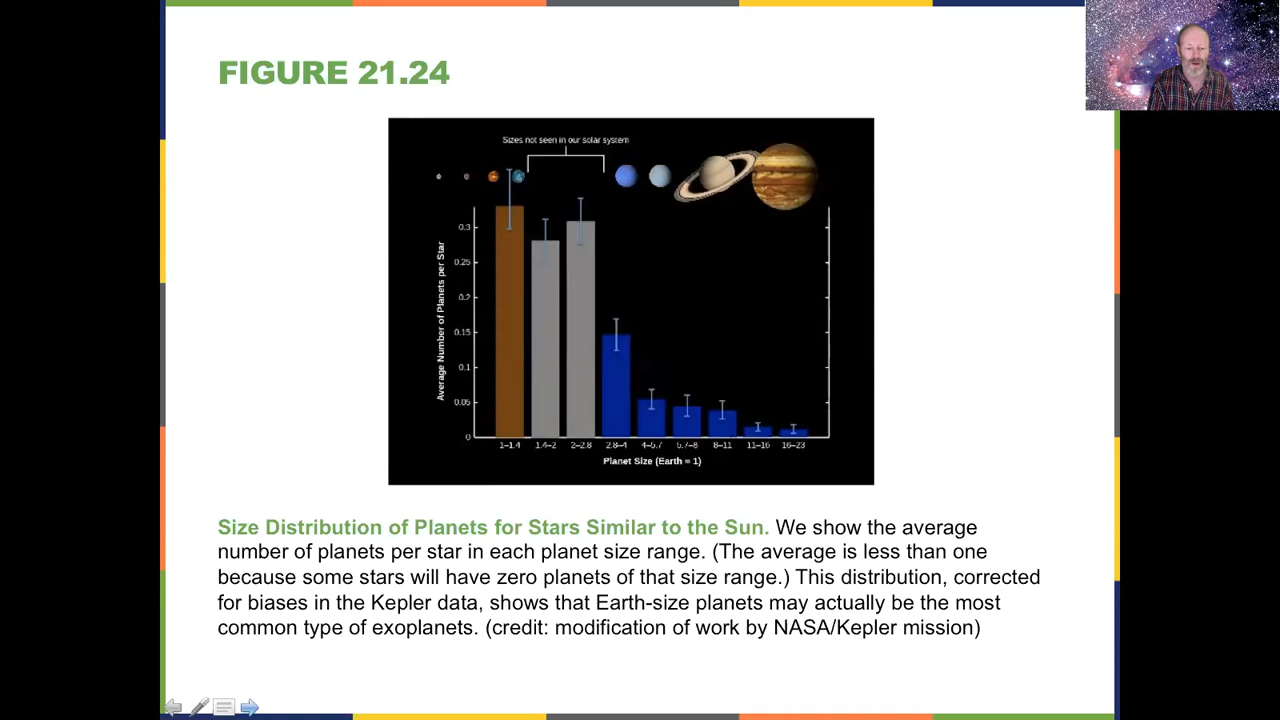 FIGURE 21.24
Sizes not seen in our solar system
Average Number of Planets per Star
0.3
0.25
0.2
0.15
0.1
0.05
0
1–1.4 1.4–2 2–2.8 2.8–4 4–5.7 5.7–8 8–11 11–16 16–23
Planet Size (Earth = 1)
Size Distribution of Planets for Stars Similar to the Sun. We show the average
number of planets per star in each planet size range. (The average is less than one
because some stars will have zero planets of that size range.) This distribution, corrected
for biases in the Kepler data, shows that Earth-size planets may actually be the most
common type of exoplanets. (credit: modification of work by NASA/Kepler mission)